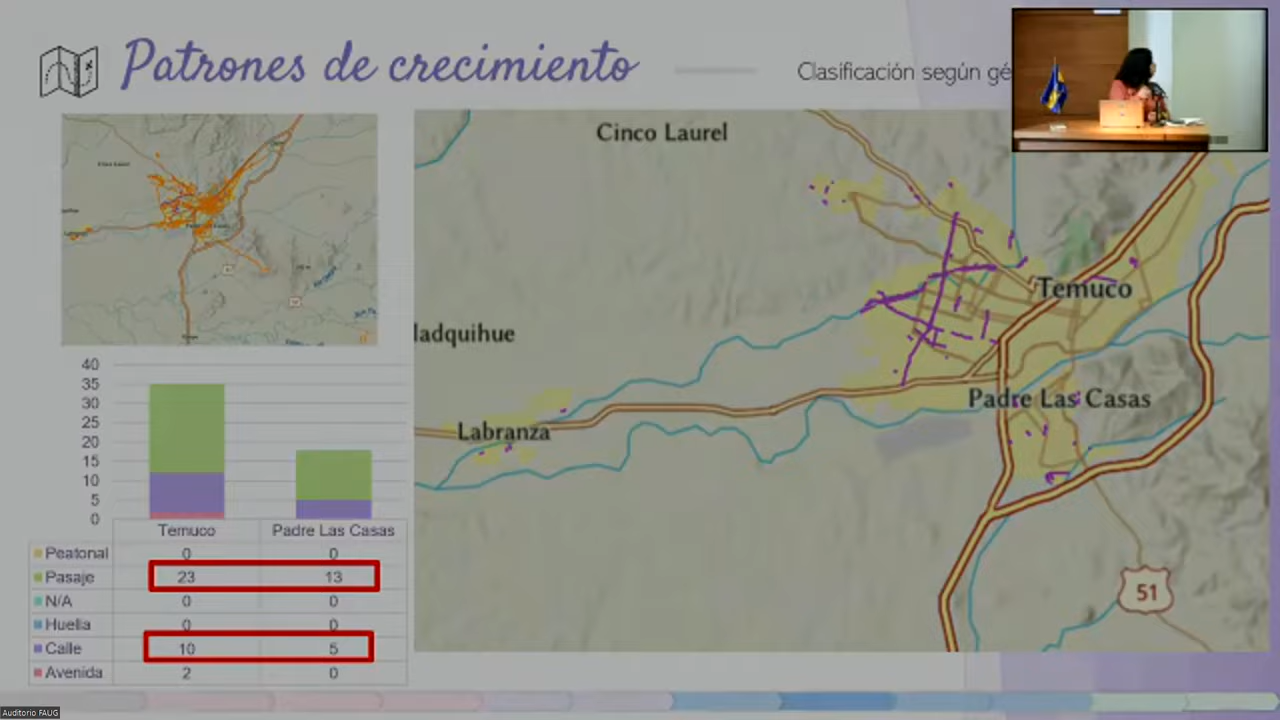 Patrones de crecimiento
Clasificación según gé
Cinco Laurel
Temuco
ladquihue
Padre Las Casas
Labranza
51
40
35
30
25
20
15
10
5
0
Temuco Padre Las Casas
Peatonal 0 0
Pasaje 23 13
N/A 0 0
Huella 0 0
Calle 10 5
Avenida 2 0
Auditorio FAUG